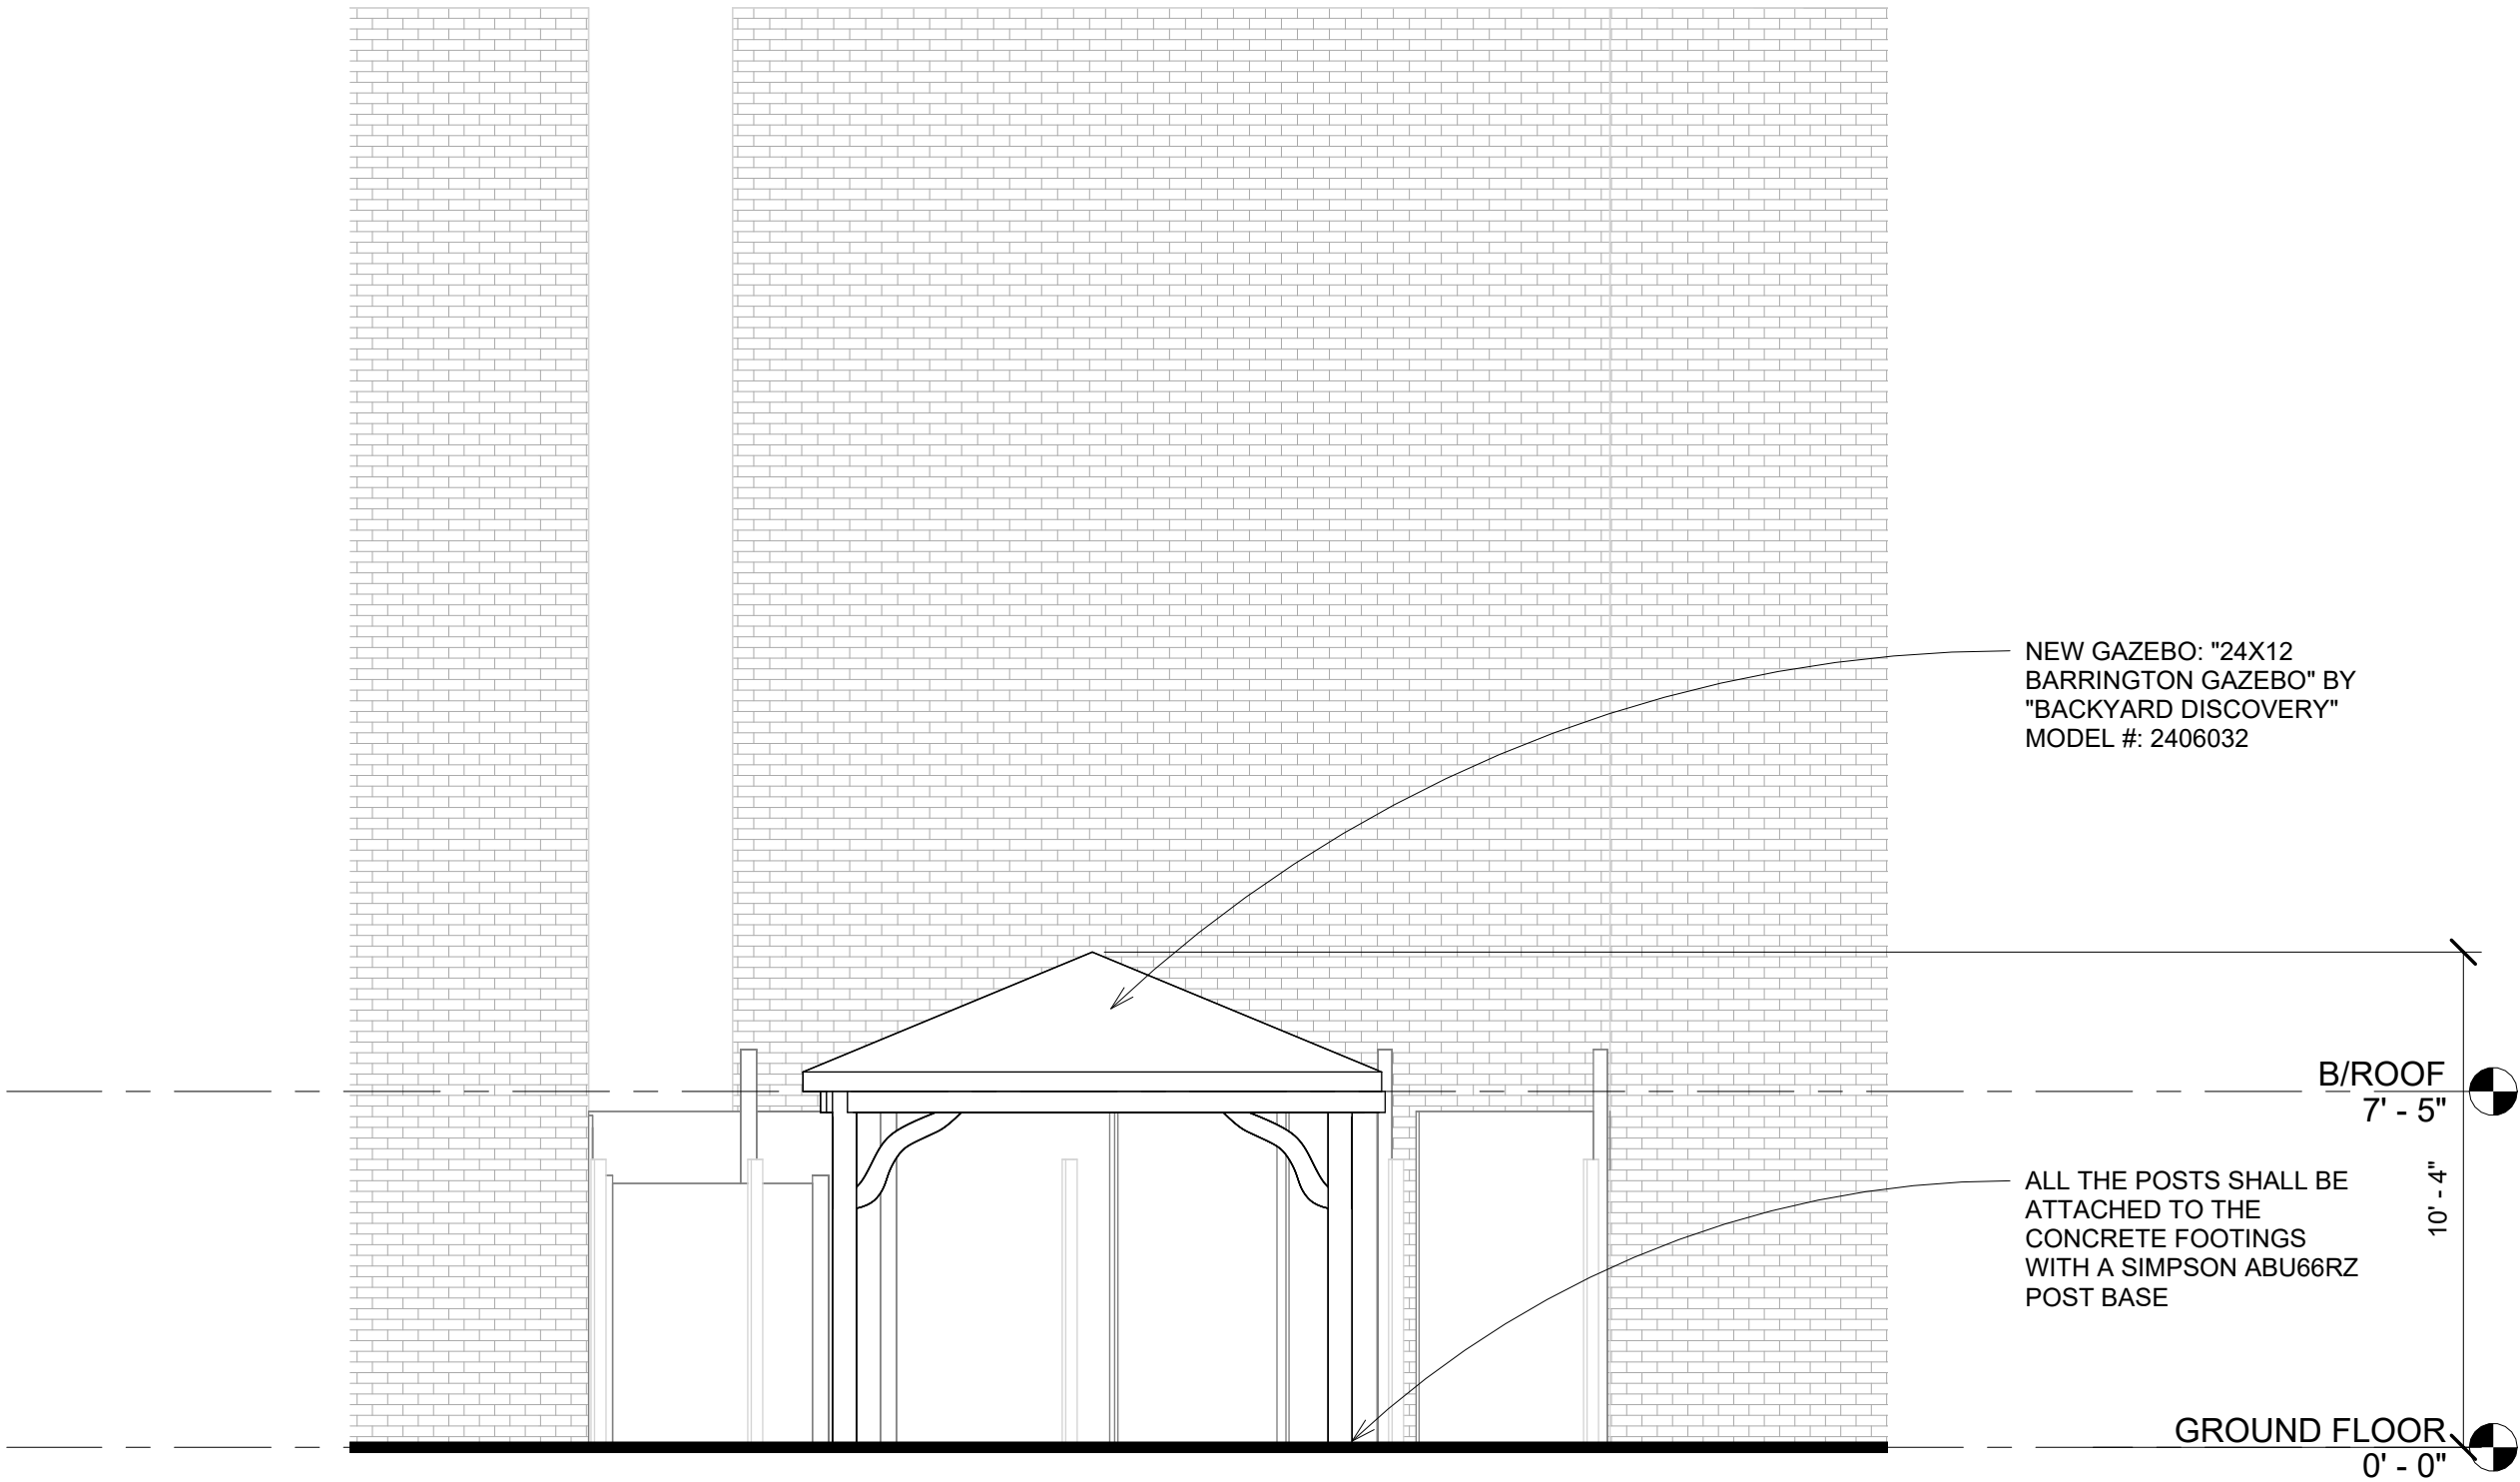 NEW GAZEBO: "24X12
BARRINGTON GAZEBO" BY
"BACKYARD DISCOVERY"
MODEL #: 2406032
B/ROOF
7' - 5"
10' - 4"
ALL THE POSTS SHALL BE
ATTACHED TO THE
CONCRETE FOOTINGS
WITH A SIMPSON ABU66RZ
POST BASE
GROUND FLOOR
0' - 0"